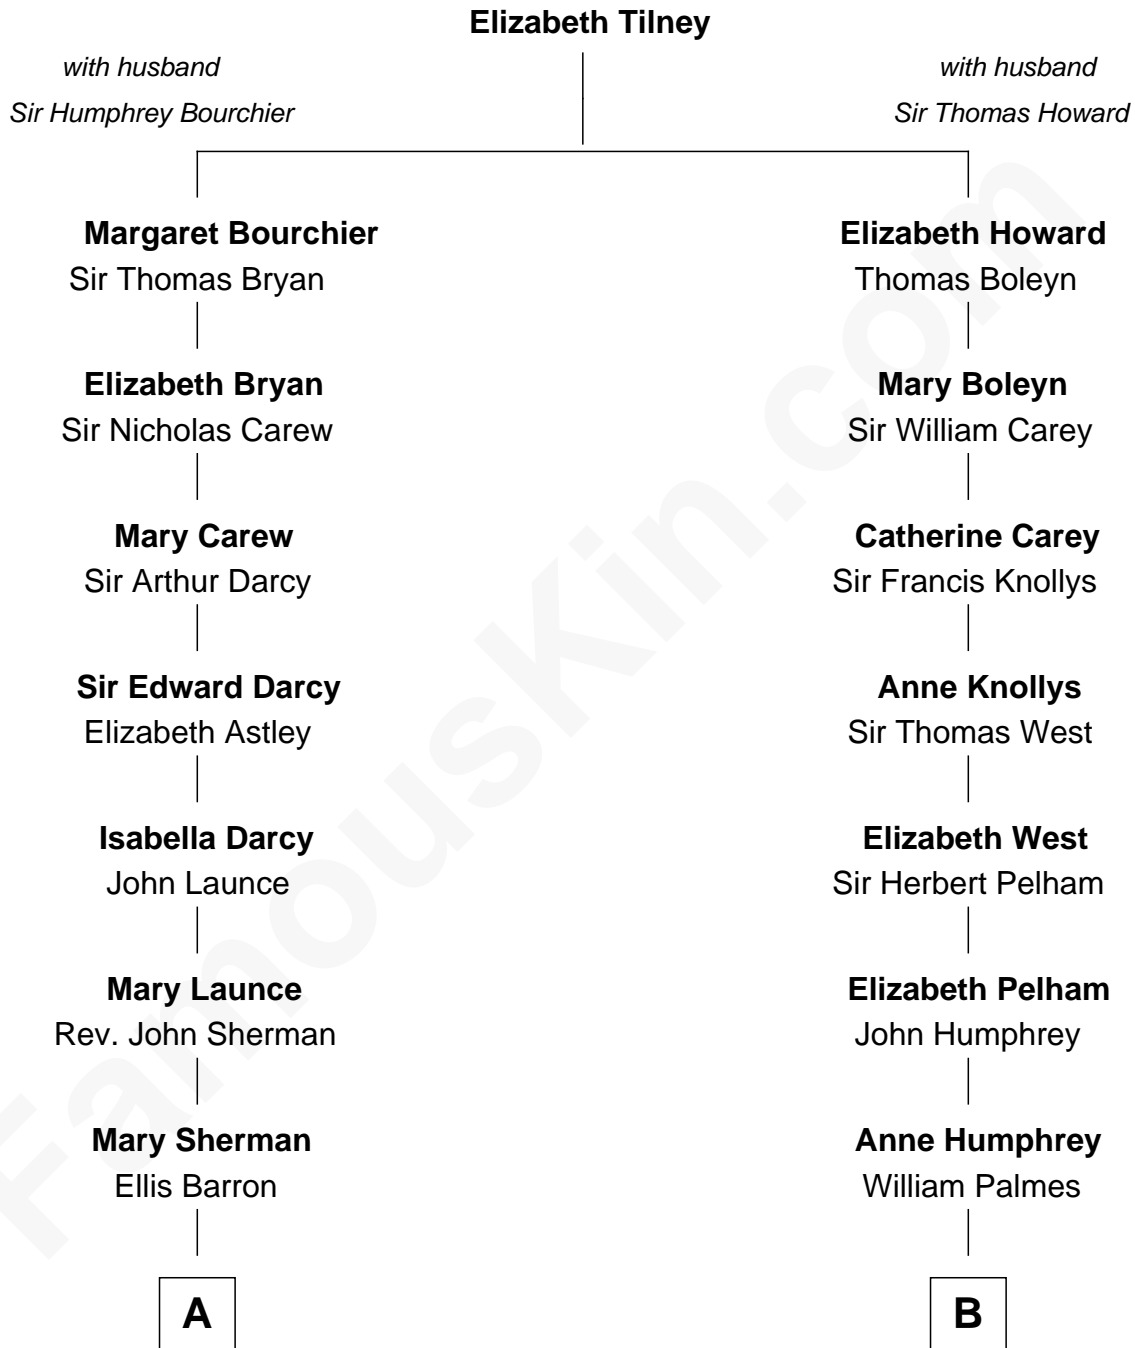 Elizabeth Tilney
with husband
Sir Humphrey Bourchier
with husband
Sir Thomas Howard
Margaret Bourchier
Sir Thomas Bryan
Elizabeth Bryan
Sir Nicholas Carew
Mary Carew
Sir Arthur Darcy
Sir Edward Darcy
Elizabeth Astley
Isabella Darcy
John Launce
Mary Launce
Rev. John Sherman
Mary Sherman
Ellis Barron
A
Elizabeth Howard
Thomas Boleyn
Mary Boleyn
Sir William Carey
Catherine Carey
Sir Francis Knollys
Anne Knollys
Sir Thomas West
Elizabeth West
Sir Herbert Pelham
Elizabeth Pelham
John Humphrey
Anne Humphrey
William Palmes
B
FamousKin.com